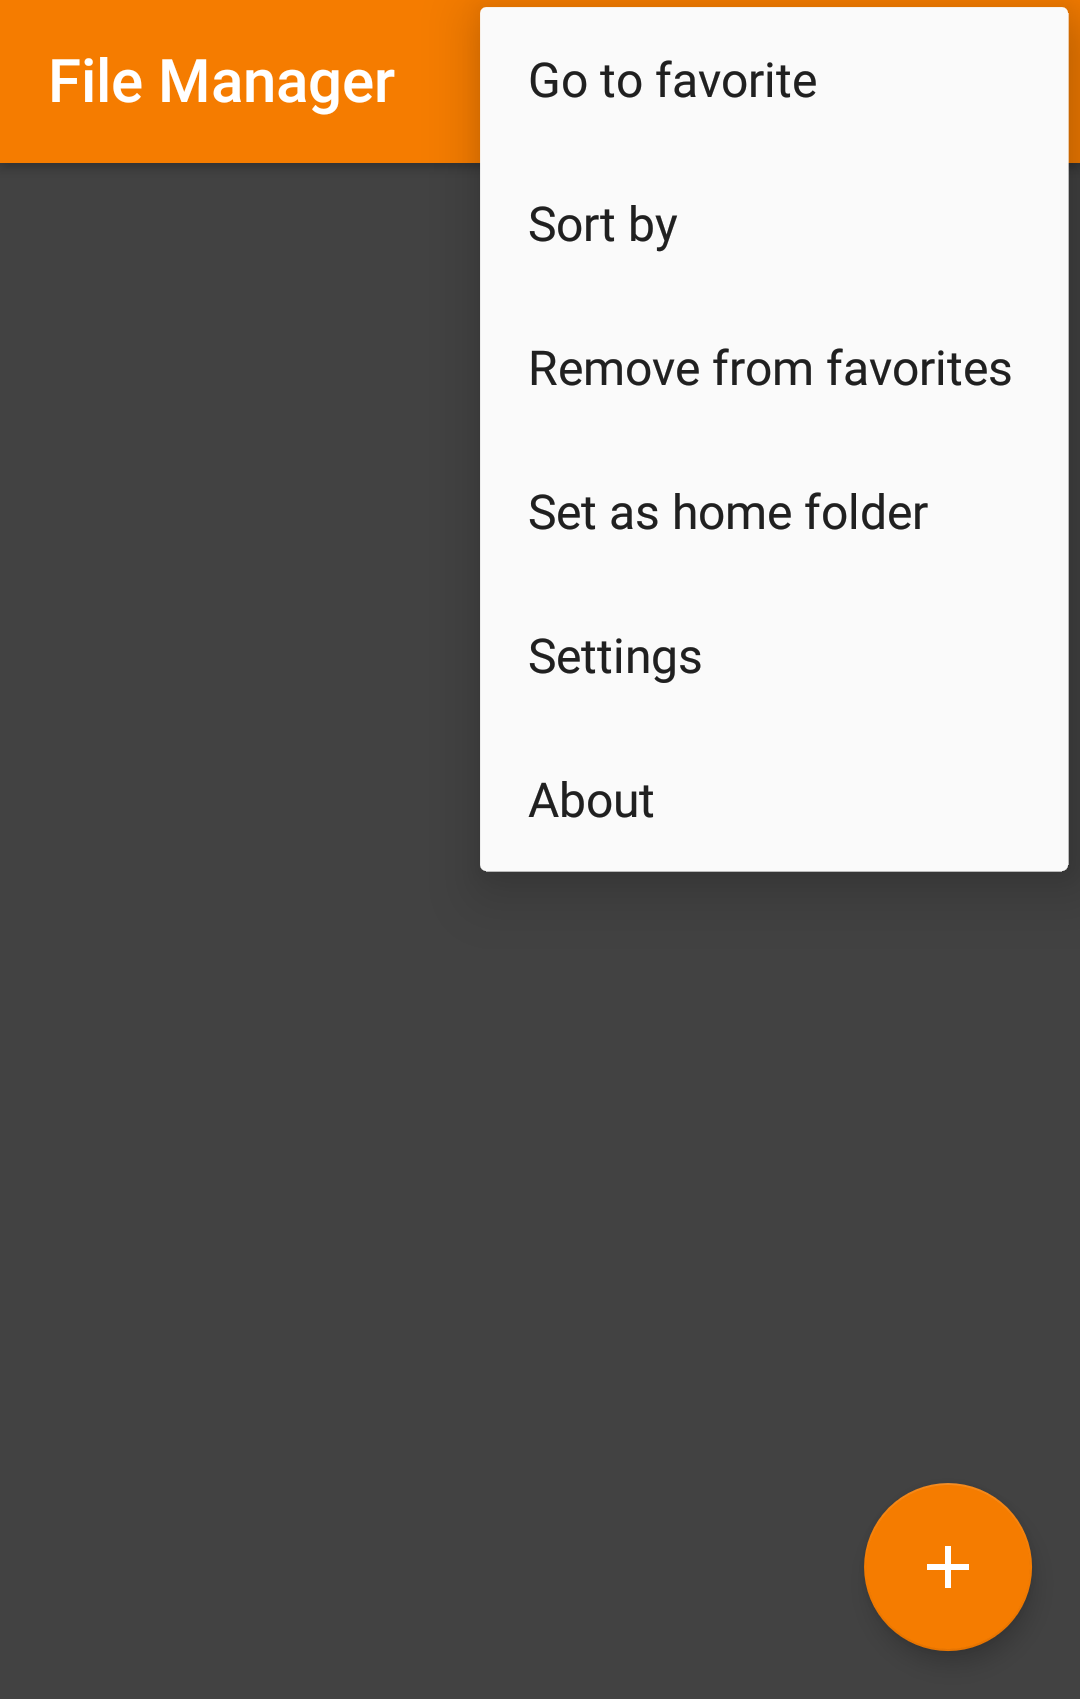 File Manager
Go to favorite
Sort by
Remove from favorites
Set as home folder
Settings
About